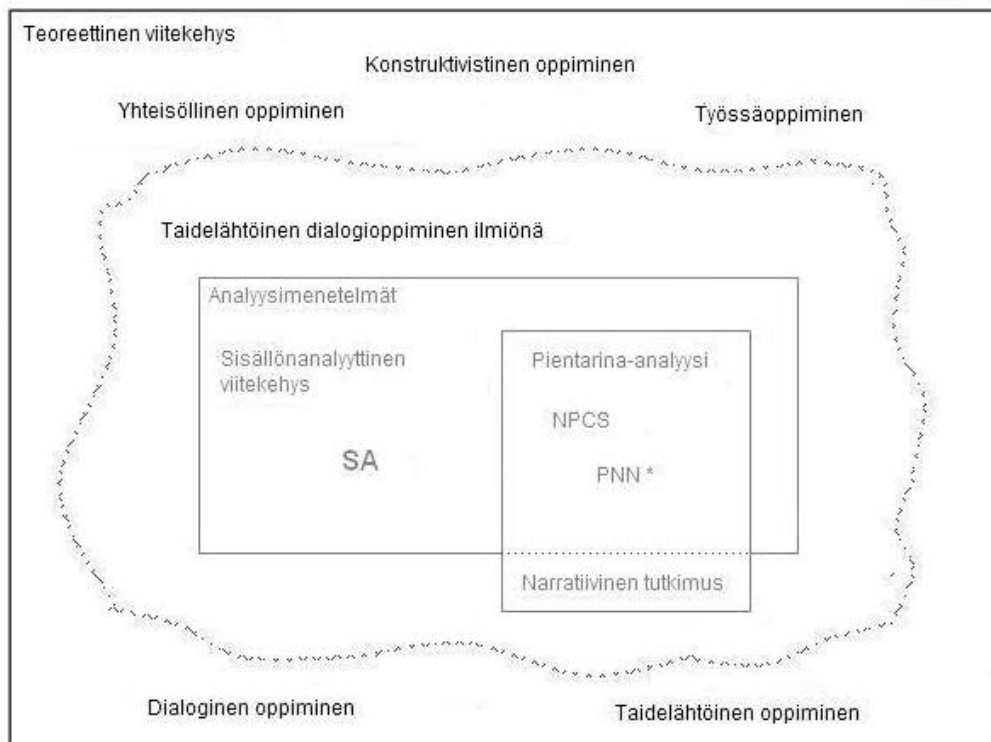 Teoreettinen viitekehys
Konstruktivistinen oppiminen
Yhteisöllinen oppiminen
Työssäoppiminen
Taidelähtöinen dialogioppiminen ilmiönä
Analyysimenetelmät
Sisällönanalyyttinen
viitekehys
SA
Pientarina-analyysi
NPCS
PNN *
Narratiivinen tutkimus
Dialoginen oppiminen
Taidelähtöinen oppiminen